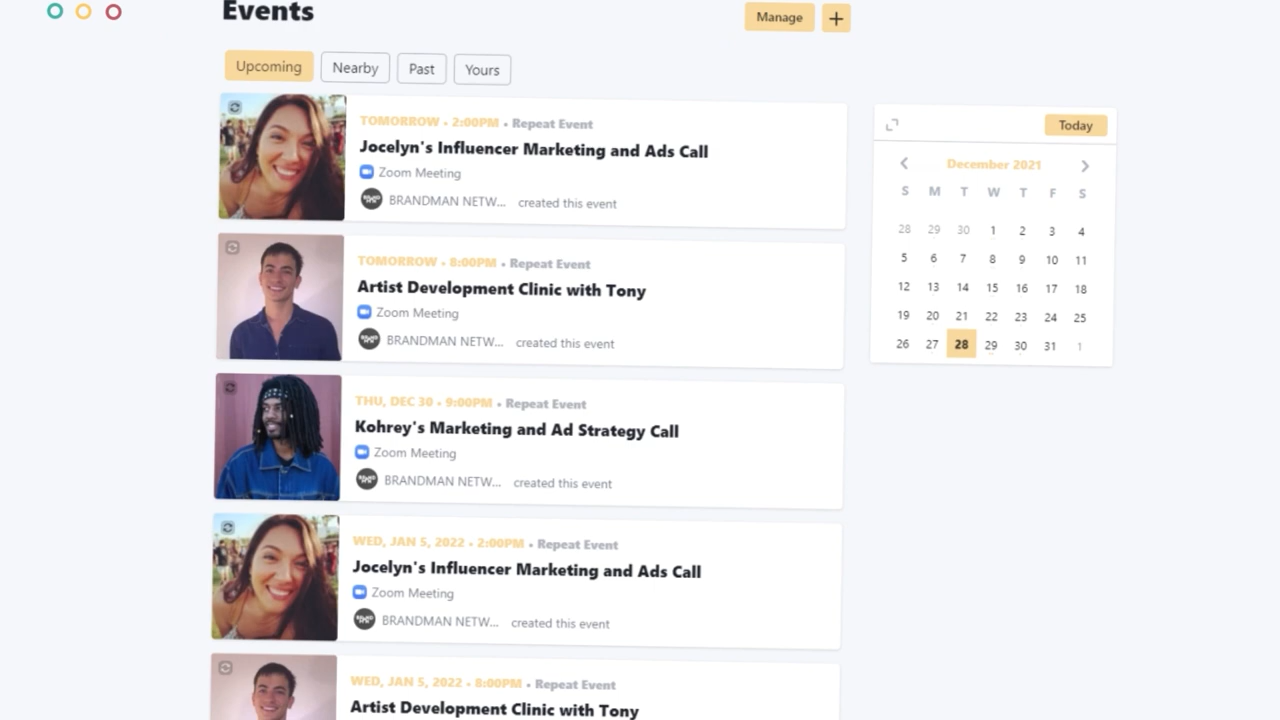 Events
Manage +
Upcoming Nearby Past Yours
TOMORROW • 2:00PM • Repeat Event
Jocelyn's Influencer Marketing and Ads Call
Zoom Meeting
BRANDMAN NETW... created this event
TOMORROW • 8:00PM • Repeat Event
Artist Development Clinic with Tony
Zoom Meeting
BRANDMAN NETW... created this event
THU, DEC 30 • 9:00PM • Repeat Event
Kohrey's Marketing and Ad Strategy Call
Zoom Meeting
BRANDMAN NETW... created this event
WED, JAN 5, 2022 • 2:00PM • Repeat Event
Jocelyn's Influencer Marketing and Ads Call
Zoom Meeting
BRANDMAN NETW... created this event
WED, JAN 5, 2022 • 8:00PM • Repeat Event
Artist Development Clinic with Tony
Today
December 2021
S M T W T F S
28 29 30 1 2 3 4
5 6 7 8 9 10 11
12 13 14 15 16 17 18
19 20 21 22 23 24 25
26 27 28 29 30 31 1